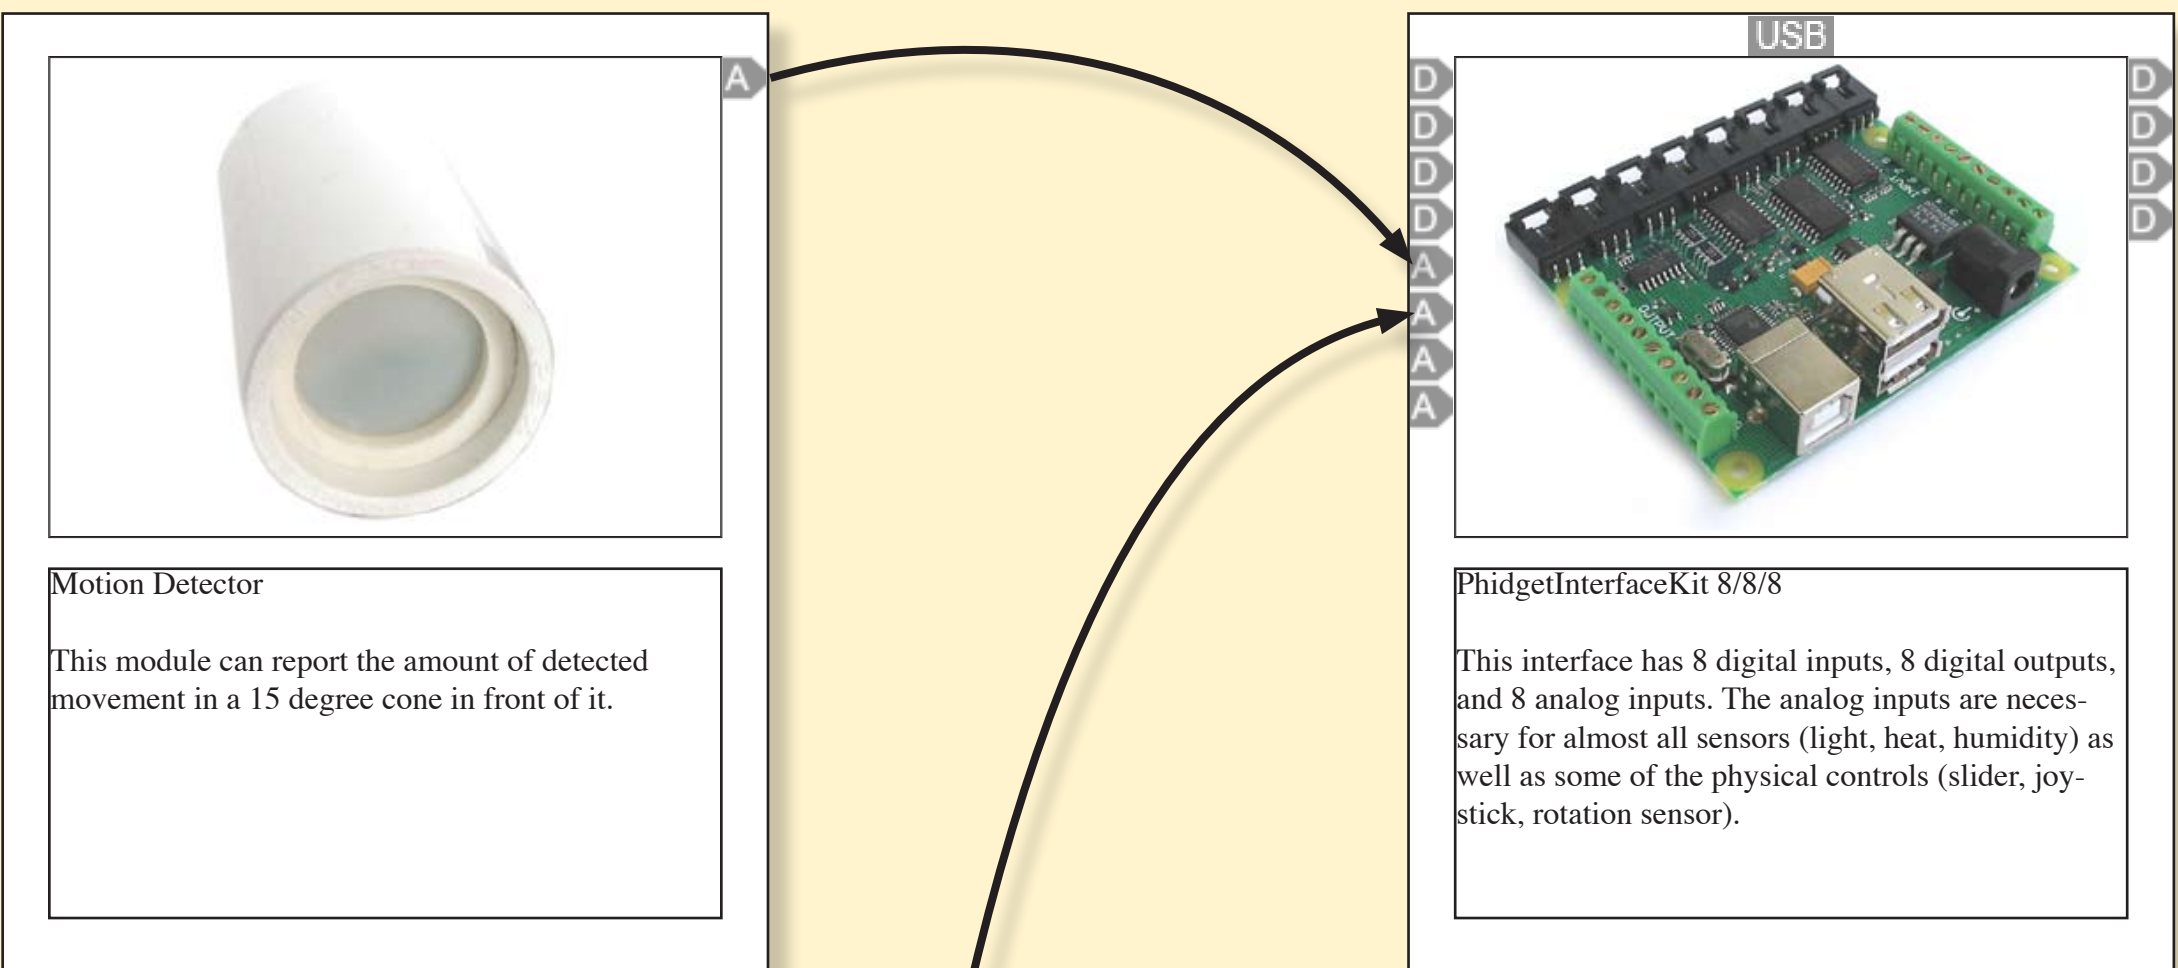 USB
A
D
D
D
D
A
A
A
A
D
D
D
D
OUTPUT
INPUT
Motion Detector
This module can report the amount of detected
movement in a 15 degree cone in front of it.
PhidgetInterfaceKit 8/8/8
This interface has 8 digital inputs, 8 digital outputs,
and 8 analog inputs. The analog inputs are neces-
sary for almost all sensors (light, heat, humidity) as
well as some of the physical controls (slider, joy-
stick, rotation sensor).